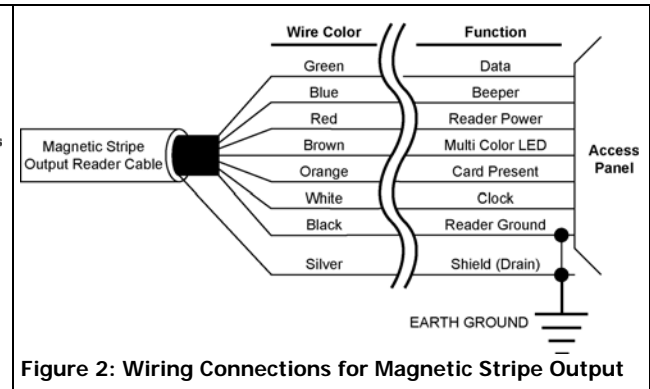 Wire Color Function
Green Data
Blue Beeper
Red Reader Power
Brown Multi Color LED
Orange Card Present
White Clock
Black Reader Ground
Silver Shield (Drain)
Magnetic Stripe
Output Reader Cable
Access
Panel
EARTH GROUND
Figure 2: Wiring Connections for Magnetic Stripe Output